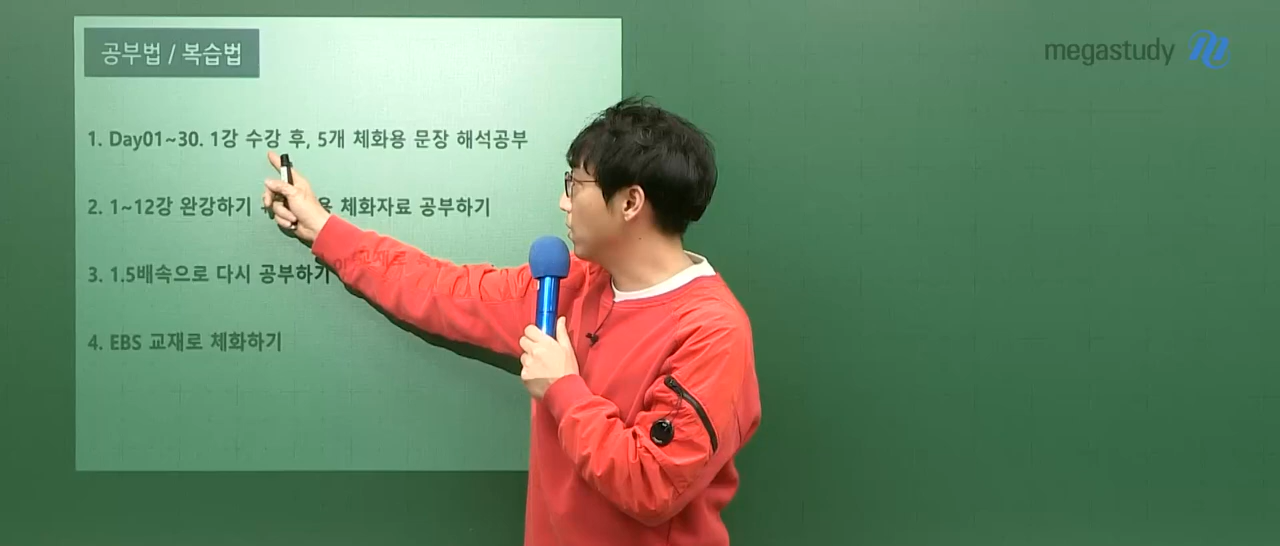 공부법 / 복습법
megastudy
1. Day01~30. 1강 수강 후, 5개 체화용 문장 해석공부
2. 1~12강 완강하기 용 체화자료 공부하기
3. 1.5배속으로 다시 공부하기 교재로
4. EBS 교재로 체화하기